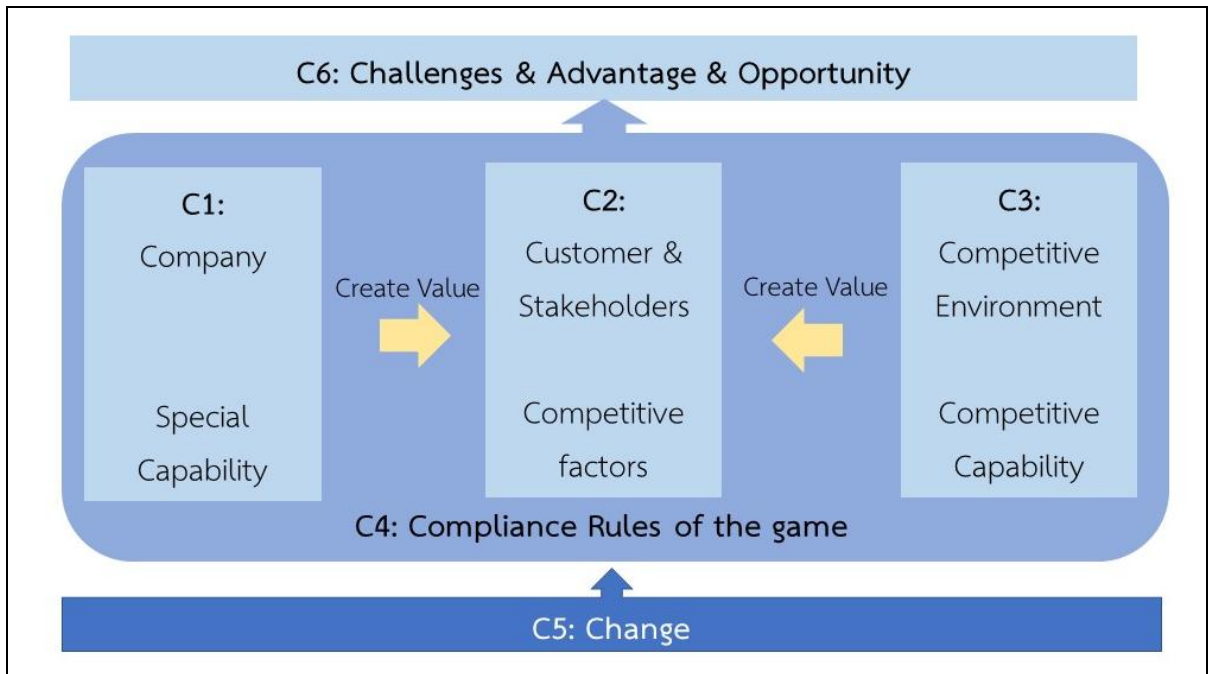 C6: Challenges & Advantage & Opportunity
C1:
Company
Special
Capability
Create Value
C2:
Customer &
Stakeholders
Competitive
factors
Create Value
C3:
Competitive
Environment
Competitive
Capability
C4: Compliance Rules of the game
C5: Change